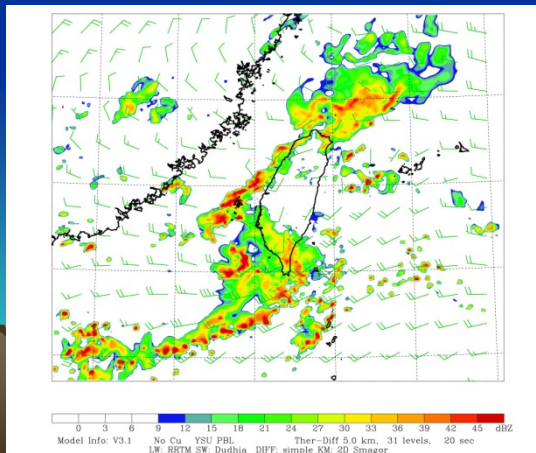 0 3 6 9 12 15 18 21 24 27 30 33 36 39 42 45 dBZ
Model Info: V3.1 No Cu YSU PBL Ther-Diff 5.0 km, 31 levels, 20 sec
LW: RRTM SW: Dudhia DIFF: simple KM: 2D Smagor